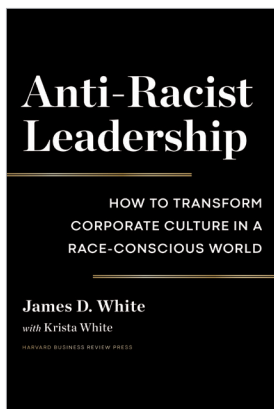 Anti-Racist
Leadership
HOW TO TRANSFORM
CORPORATE CULTURE IN A
RACE-CONSCIOUS WORLD
James D. White
with Krista White
HARVARD BUSINESS REVIEW PRESS